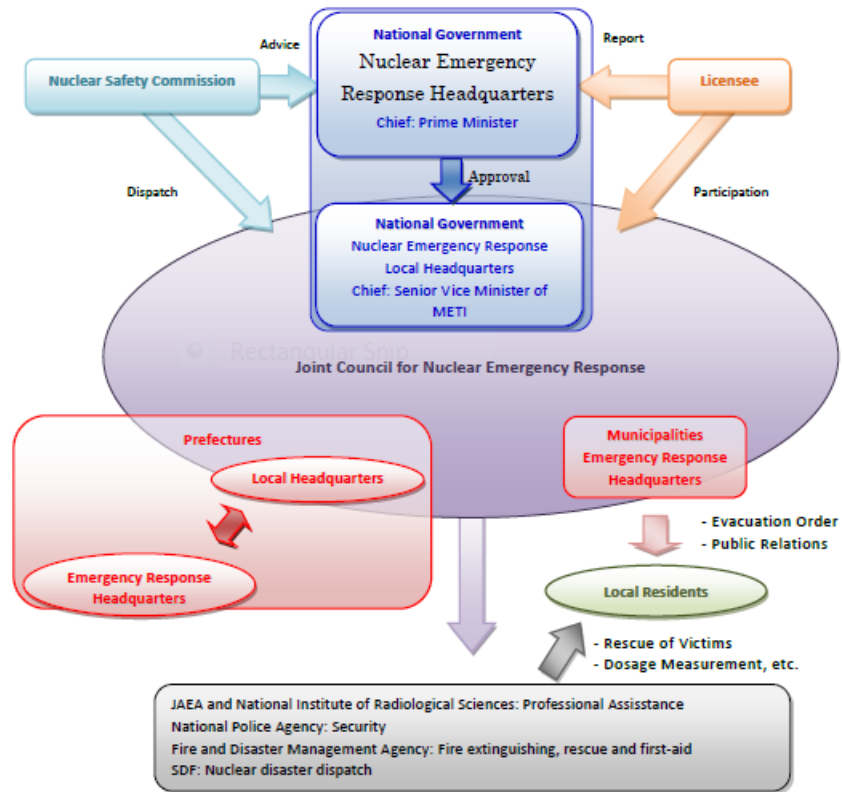 National Government
Nuclear Emergency
Response Headquarters
Chief: Prime Minister
Advice
Report
Nuclear Safety Commission
Licensee
Approval
Dispatch
Participation
National Government
Nuclear Emergency Response
Local Headquarters
Chief: Senior Vice Minister of
METI
Rectangular Snip
Joint Council for Nuclear Emergency Response
Prefectures
Local Headquarters
Emergency Response
Headquarters
Municipalities
Emergency Response
Headquarters
- Evacuation Order
- Public Relations
Local Residents
- Rescue of Victims
- Dosage Measurement, etc.
JAEA and National Institute of Radiological Sciences: Professional Assisstance
National Police Agency: Security
Fire and Disaster Management Agency: Fire extinguishing, rescue and first-aid
SDF: Nuclear disaster dispatch